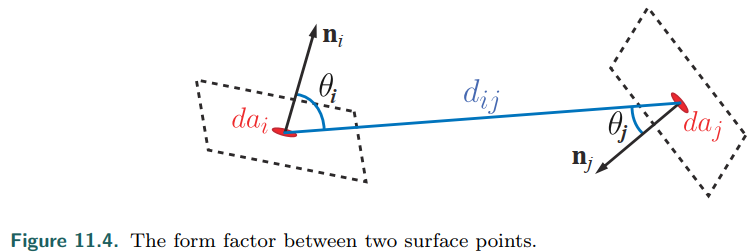 n_i
θ_i
da_i
d_ij
θ_j
da_j
n_j
Figure 11.4. The form factor between two surface points.